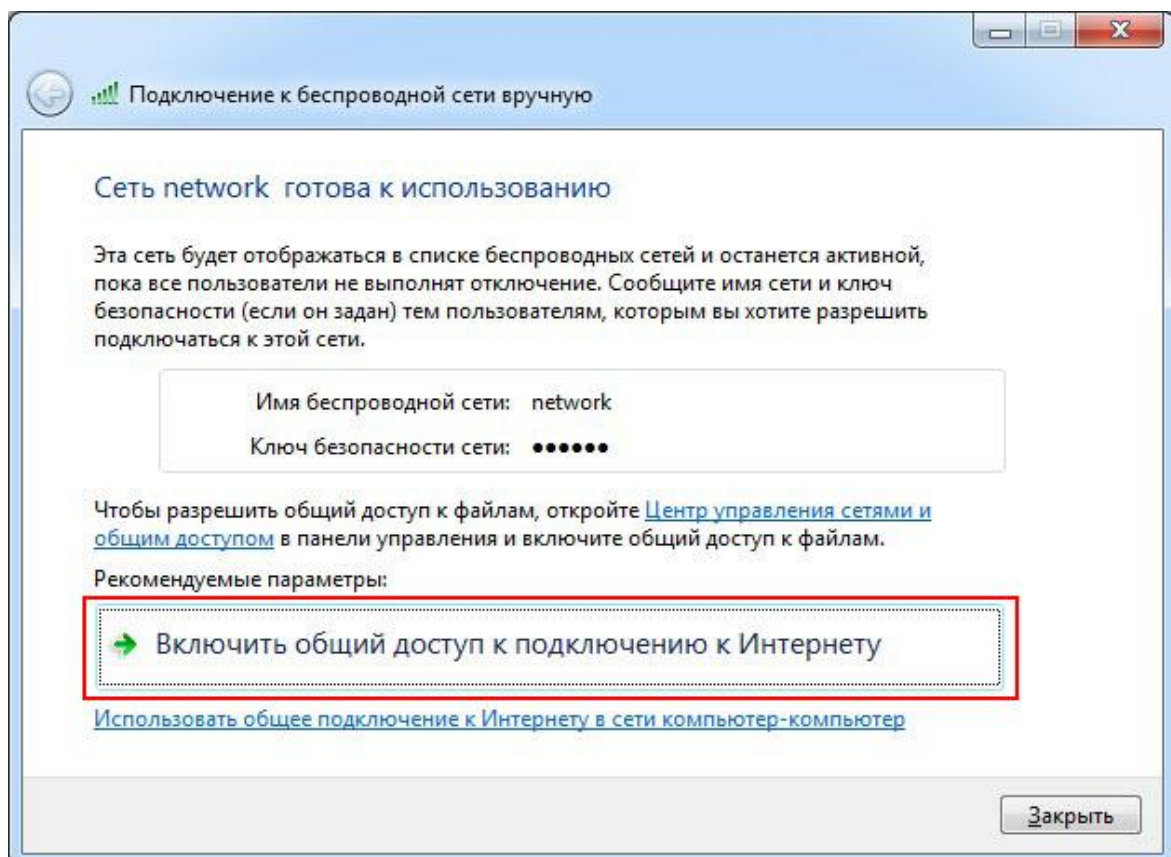 Подключение к беспроводной сети вручную
Сеть network готова к использованию
Эта сеть будет отображаться в списке беспроводных сетей и останется активной,
пока все пользователи не выполнят отключение. Сообщите имя сети и ключ
безопасности (если он задан) тем пользователям, которым вы хотите разрешить
подключаться к этой сети.
Имя беспроводной сети: network
Ключ безопасности сети: ●●●●●●
Чтобы разрешить общий доступ к файлам, откройте Центр управления сетями и
общим доступом в панели управления и включите общий доступ к файлам.
Рекомендуемые параметры:
Включить общий доступ к подключению к Интернету
Использовать общее подключение к Интернету в сети компьютер-компьютер
Закрыть